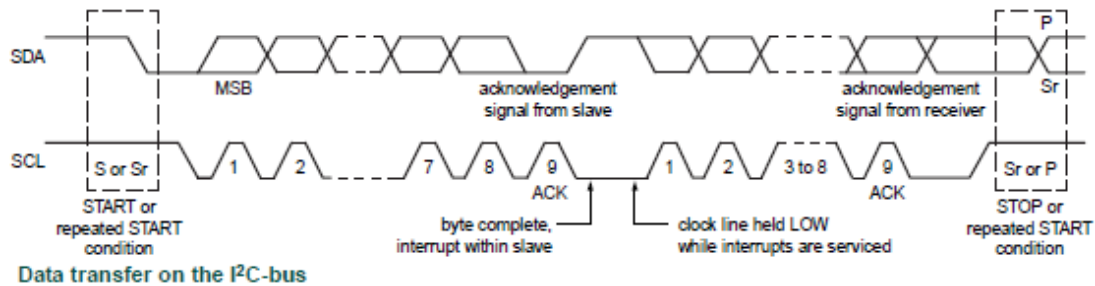 P
SDA
MSB
acknowledgement
signal from slave
acknowledgement
signal from receiver
Sr
SCL
S or Sr
1
2
7
8
9
1
2
3 to 8
9
Sr or P
ACK
ACK
START or
repeated START
condition
byte complete,
interrupt within slave
clock line held LOW
while interrupts are serviced
STOP or
repeated START
condition
Data transfer on the I²C-bus